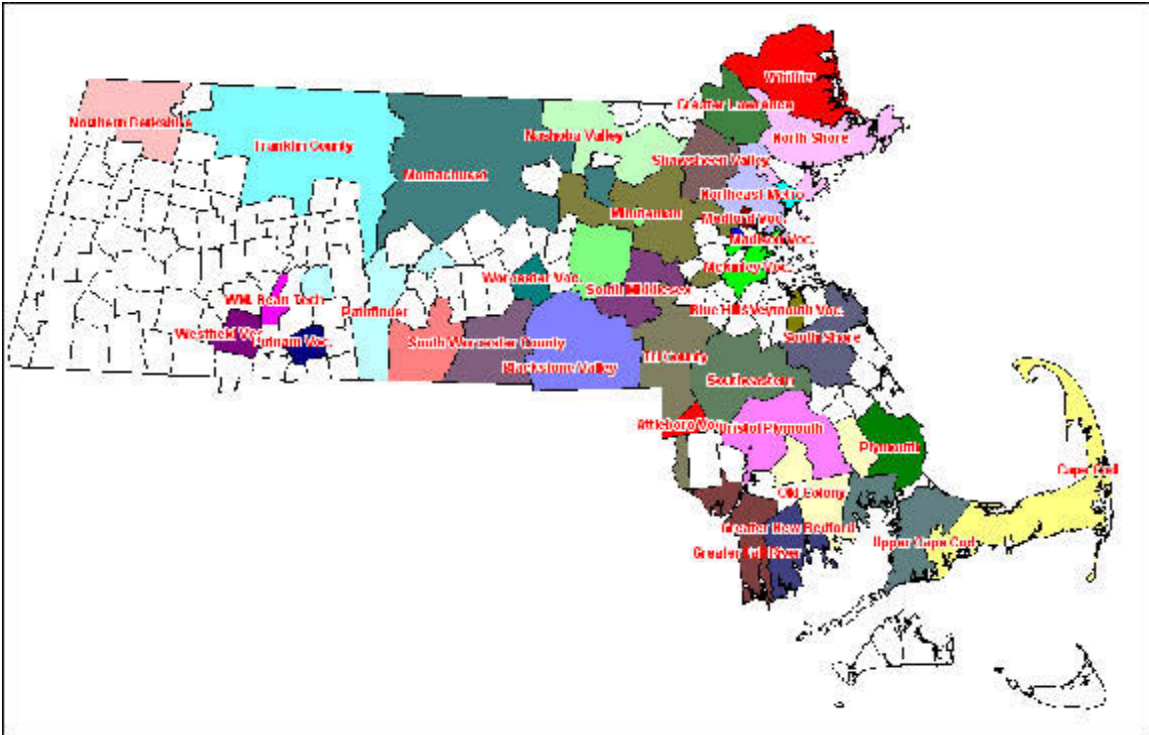 Whittier
Greater Lawrence
Northern Berkshire
Nashoba Valley
North Shore
Franklin County
Shawsheen Valley
Montachuset
Northeast Metro
Minuteman
Medford Voc.
Madison Voc.
McKinley Voc.
Worcester Voc.
South Middlesex
WM. Dean Tech
Pathfinder
Blue Hills
Weymouth Voc.
Westfield Voc.
Putnam Voc.
South Worcester County
South Shore
Tri County
Blackstone Valley
Southeastern
Attleboro Voc.
Bristol Plymouth
Plymouth
Cape Cod
Old Colony
Greater New Bedford
Upper Cape Cod
Greater Fall River